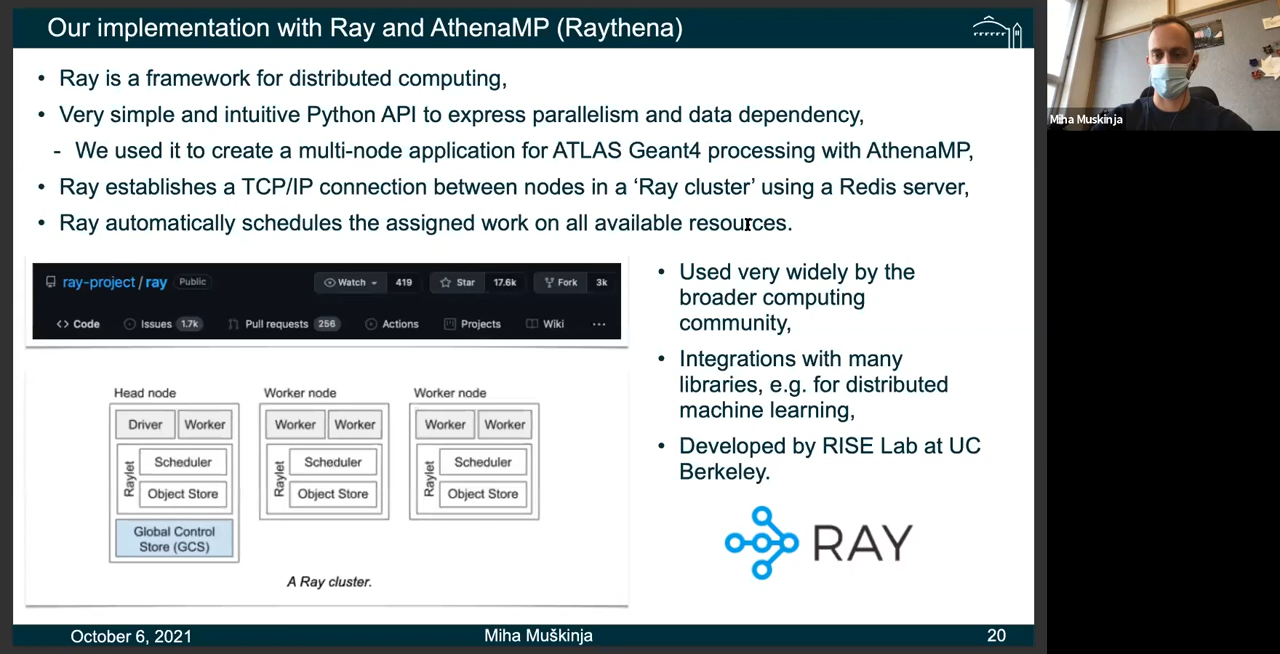 Our implementation with Ray and AthenaMP (Raythena)
• Ray is a framework for distributed computing,
• Very simple and intuitive Python API to express parallelism and data dependency,
- We used it to create a multi-node application for ATLAS Geant4 processing with AthenaMP,
• Ray establishes a TCP/IP connection between nodes in a ‘Ray cluster’ using a Redis server,
• Ray automatically schedules the assigned work on all available resources.
ray-project / ray Public Watch 419 Star 17.6k Fork 3k
Code Issues 1.7k Pull requests 256 Actions Projects Wiki ...
Head node Worker node Worker node
Driver Worker Worker Worker Worker Worker
Raylet Scheduler Raylet Scheduler Raylet Scheduler
Object Store Object Store Object Store
Global Control
Store (GCS)
A Ray cluster.
• Used very widely by the
broader computing
community,
• Integrations with many
libraries, e.g. for distributed
machine learning,
• Developed by RISE Lab at UC
Berkeley.
RAY
October 6, 2021 Miha Muškinja 20
Miha Muskinja